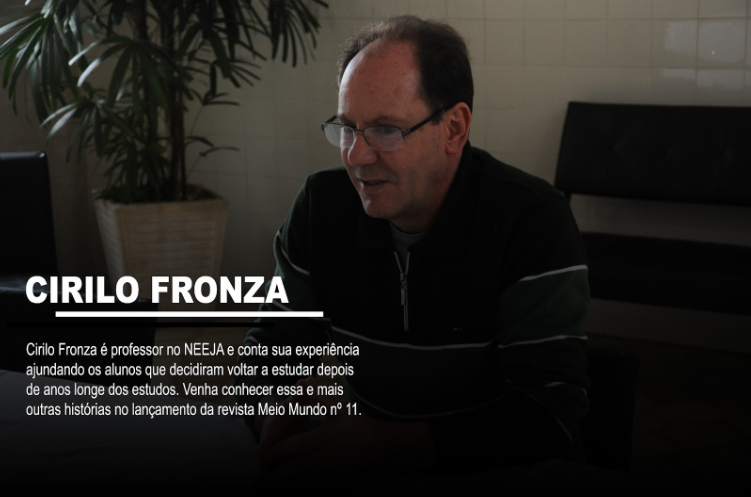 CIRILO FRONZA
Cirilo Fronza é professor no NEEJA e conta sua experiência
ajundando os alunos que decidiram voltar a estudar depois
de anos longe dos estudos. Venha conhecer essa e mais
outras histórias no lançamento da revista Meio Mundo nº 11.